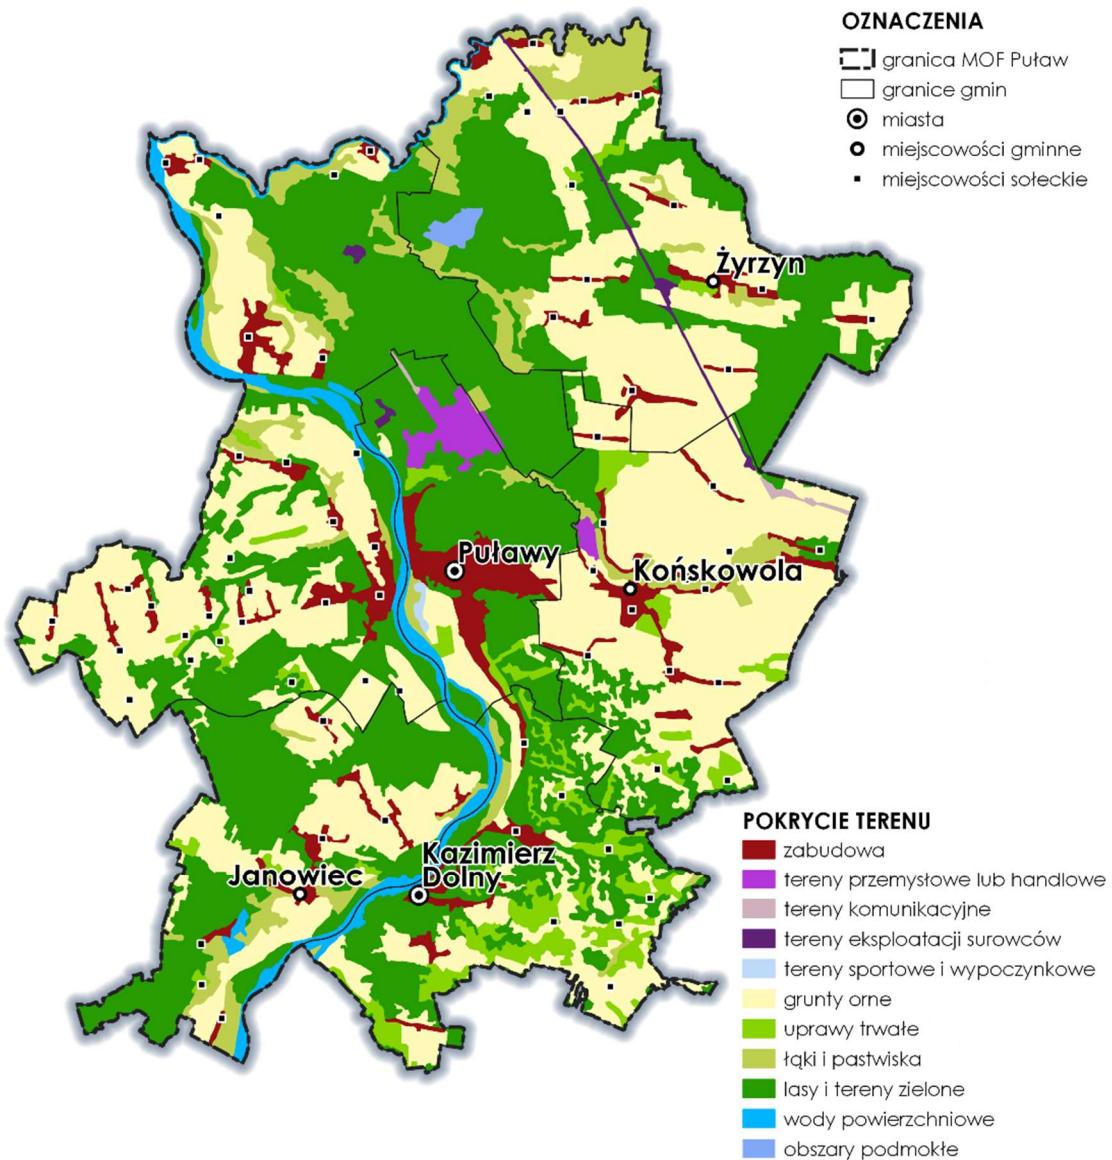 OZNACZENIA
granica MOF Puław
granice gmin
miasta
miejscowości gminne
miejscowości sołeckie
Żyrzyn
Puławy
Końskowola
Janowiec
Kazimierz
Dolny
POKRYCIE TERENU
zabudowa
tereny przemysłowe lub handlowe
tereny komunikacyjne
tereny eksploatacji surowców
tereny sportowe i wypoczynkowe
grunty orne
uprawy trwałe
łąki i pastwiska
lasy i tereny zielone
wody powierzchniowe
obszary podmokłe